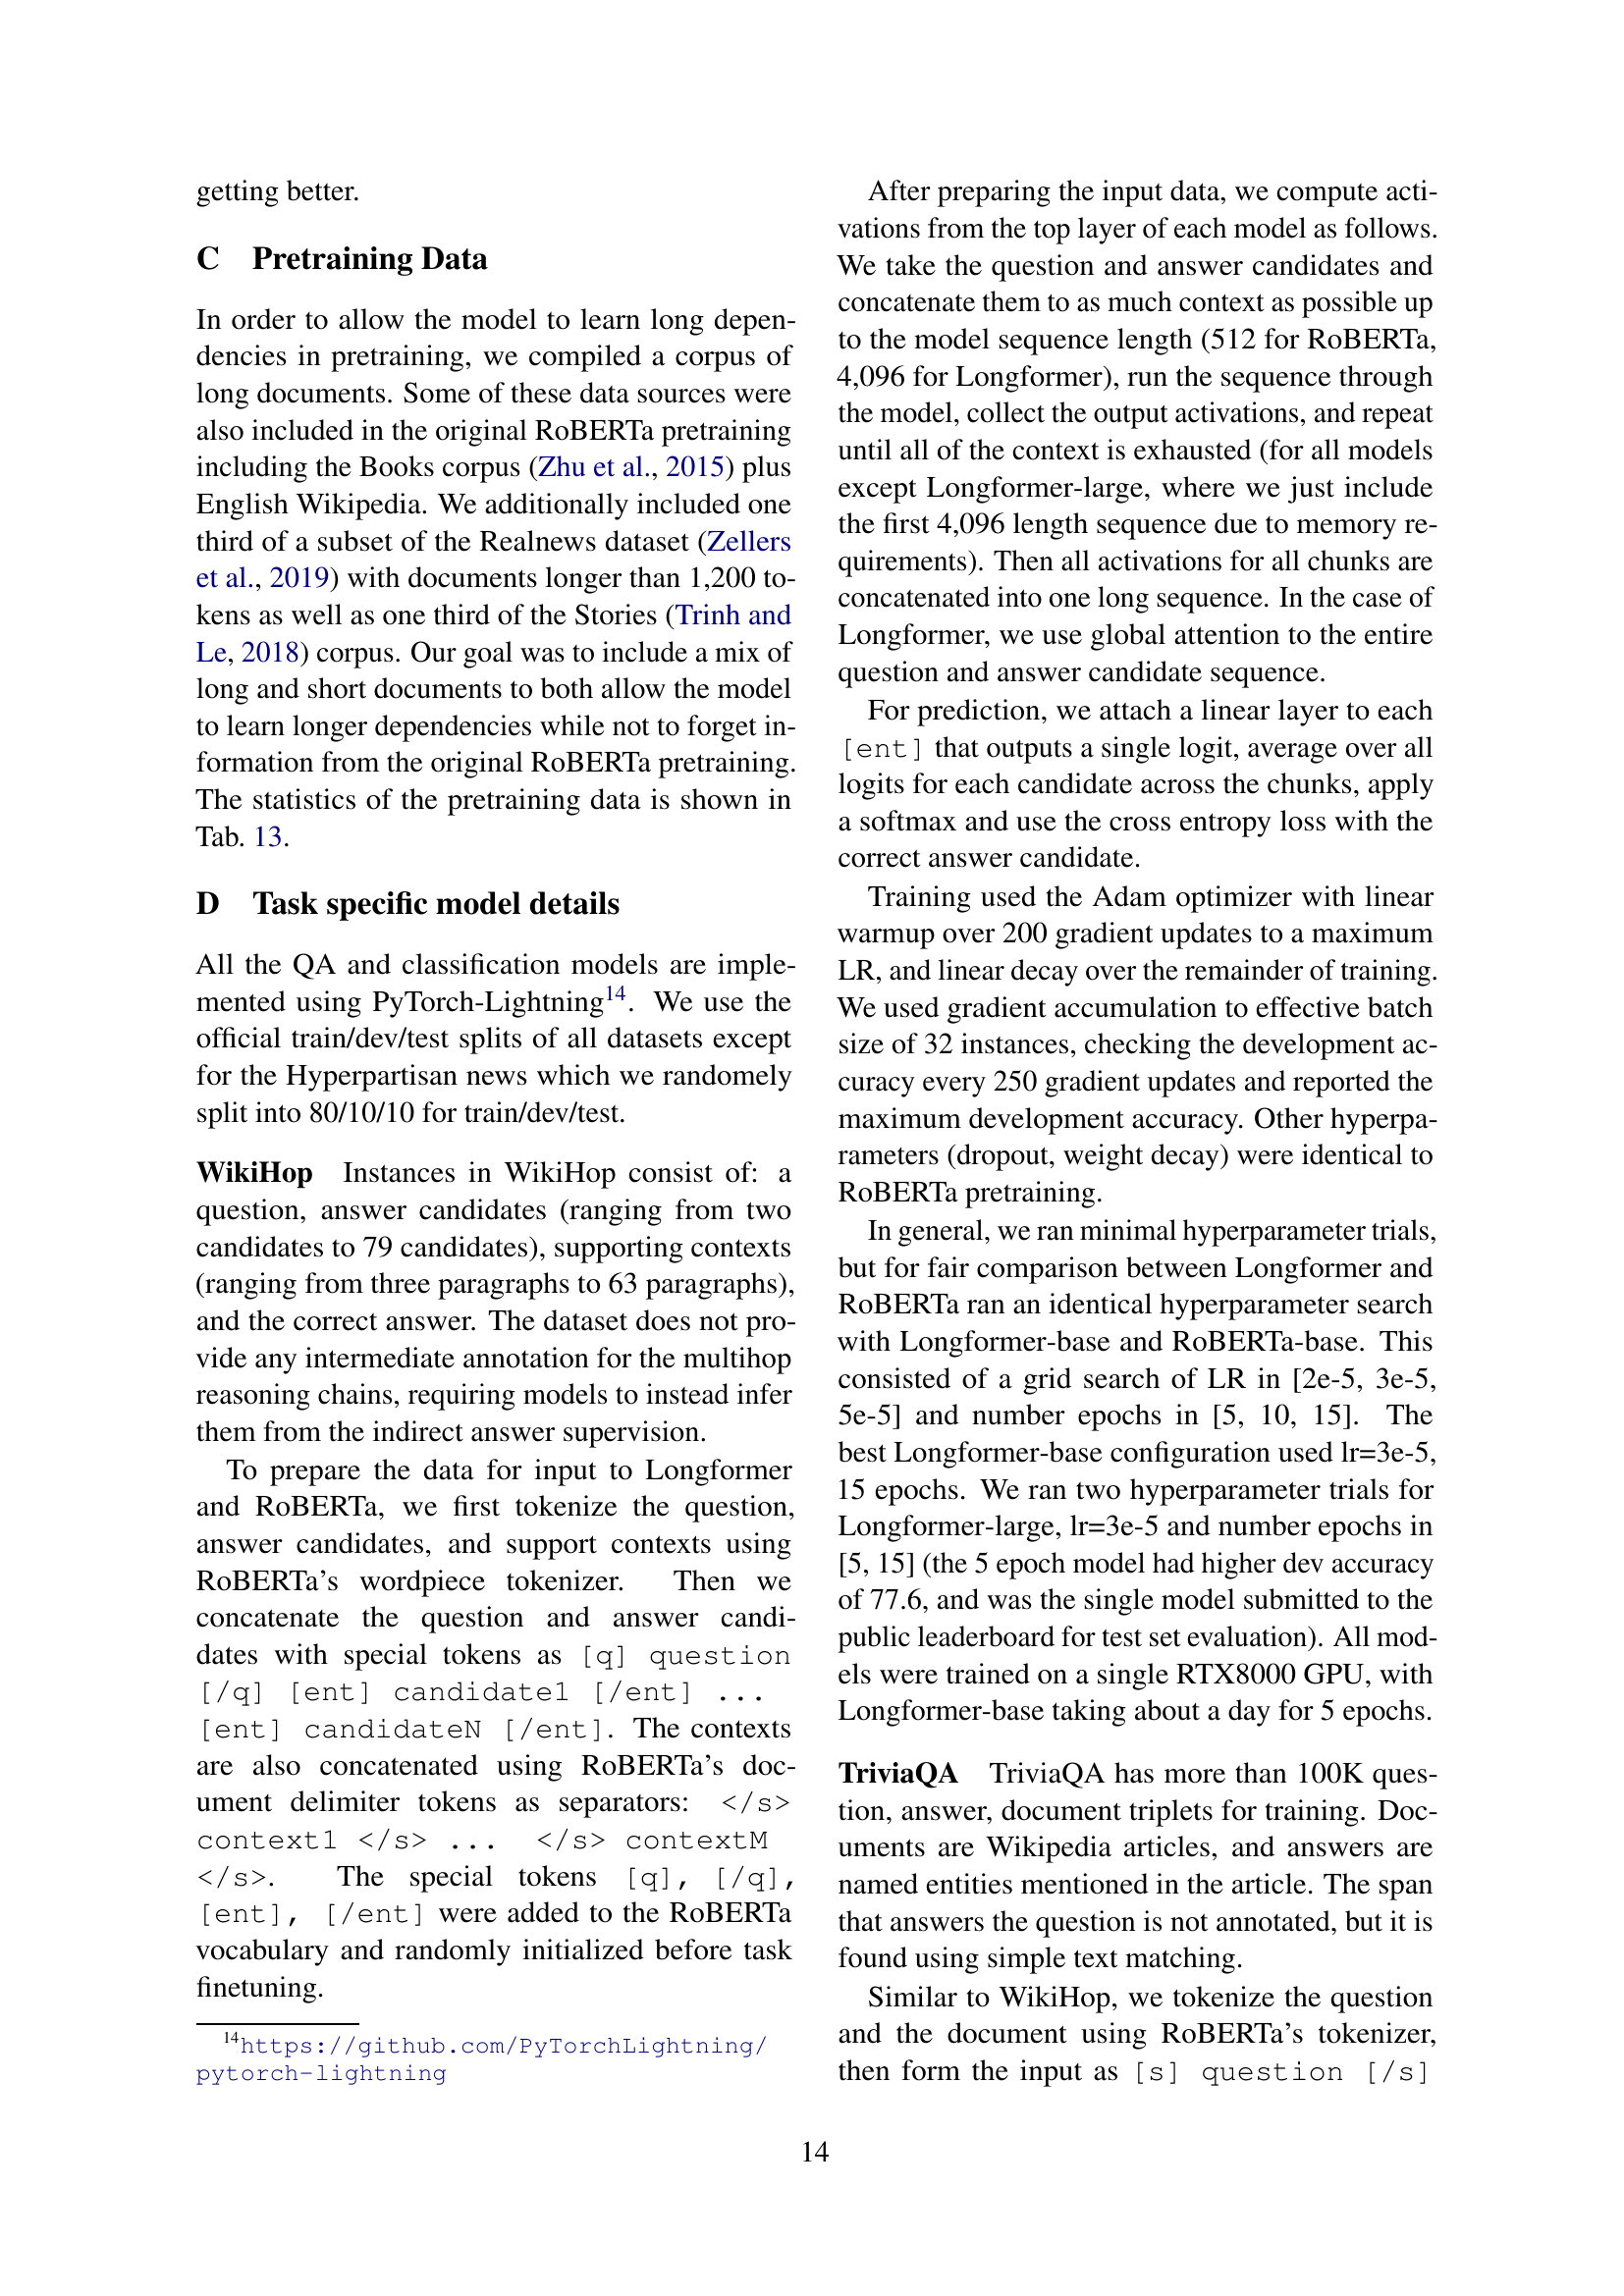 getting better.
C Pretraining Data
In order to allow the model to learn long depen-
dencies in pretraining, we compiled a corpus of
long documents. Some of these data sources were
also included in the original RoBERTa pretraining
including the Books corpus (Zhu et al., 2015) plus
English Wikipedia. We additionally included one
third of a subset of the Realnews dataset (Zellers
et al., 2019) with documents longer than 1,200 to-
kens as well as one third of the Stories (Trinh and
Le, 2018) corpus. Our goal was to include a mix of
long and short documents to both allow the model
to learn longer dependencies while not to forget in-
formation from the original RoBERTa pretraining.
The statistics of the pretraining data is shown in
Tab. 13.
D Task specific model details
All the QA and classification models are imple-
mented using PyTorch-Lightning14. We use the
official train/dev/test splits of all datasets except
for the Hyperpartisan news which we randomely
split into 80/10/10 for train/dev/test.
WikiHop Instances in WikiHop consist of: a
question, answer candidates (ranging from two
candidates to 79 candidates), supporting contexts
(ranging from three paragraphs to 63 paragraphs),
and the correct answer. The dataset does not pro-
vide any intermediate annotation for the multihop
reasoning chains, requiring models to instead infer
them from the indirect answer supervision.
To prepare the data for input to Longformer
and RoBERTa, we first tokenize the question,
answer candidates, and support contexts using
RoBERTa's wordpiece tokenizer. Then we
concatenate the question and answer candi-
dates with special tokens as [q] question
[/q] [ent] candidate1 [/ent] ...
[ent] candidateN [/ent]. The contexts
are also concatenated using RoBERTa's doc-
ument delimiter tokens as separators: </s>
context1 </s> ... </s> contextM
</s>. The special tokens [q], [/q],
[ent], [/ent] were added to the RoBERTa
vocabulary and randomly initialized before task
finetuning.
14https://github.com/PyTorchLightning/
pytorch-lightning
After preparing the input data, we compute acti-
vations from the top layer of each model as follows.
We take the question and answer candidates and
concatenate them to as much context as possible up
to the model sequence length (512 for RoBERTa,
4,096 for Longformer), run the sequence through
the model, collect the output activations, and repeat
until all of the context is exhausted (for all models
except Longformer-large, where we just include
the first 4,096 length sequence due to memory re-
quirements). Then all activations for all chunks are
concatenated into one long sequence. In the case of
Longformer, we use global attention to the entire
question and answer candidate sequence.
For prediction, we attach a linear layer to each
[ent] that outputs a single logit, average over all
logits for each candidate across the chunks, apply
a softmax and use the cross entropy loss with the
correct answer candidate.
Training used the Adam optimizer with linear
warmup over 200 gradient updates to a maximum
LR, and linear decay over the remainder of training.
We used gradient accumulation to effective batch
size of 32 instances, checking the development ac-
curacy every 250 gradient updates and reported the
maximum development accuracy. Other hyperpa-
rameters (dropout, weight decay) were identical to
RoBERTa pretraining.
In general, we ran minimal hyperparameter trials,
but for fair comparison between Longformer and
RoBERTa ran an identical hyperparameter search
with Longformer-base and RoBERTa-base. This
consisted of a grid search of LR in [2e-5, 3e-5,
5e-5] and number epochs in [5, 10, 15]. The
best Longformer-base configuration used lr=3e-5,
15 epochs. We ran two hyperparameter trials for
Longformer-large, lr=3e-5 and number epochs in
[5, 15] (the 5 epoch model had higher dev accuracy
of 77.6, and was the single model submitted to the
public leaderboard for test set evaluation). All mod-
els were trained on a single RTX8000 GPU, with
Longformer-base taking about a day for 5 epochs.
TriviaQA TriviaQA has more than 100K ques-
tion, answer, document triplets for training. Doc-
uments are Wikipedia articles, and answers are
named entities mentioned in the article. The span
that answers the question is not annotated, but it is
found using simple text matching.
Similar to WikiHop, we tokenize the question
and the document using RoBERTa's tokenizer,
then form the input as [s] question [/s]
14